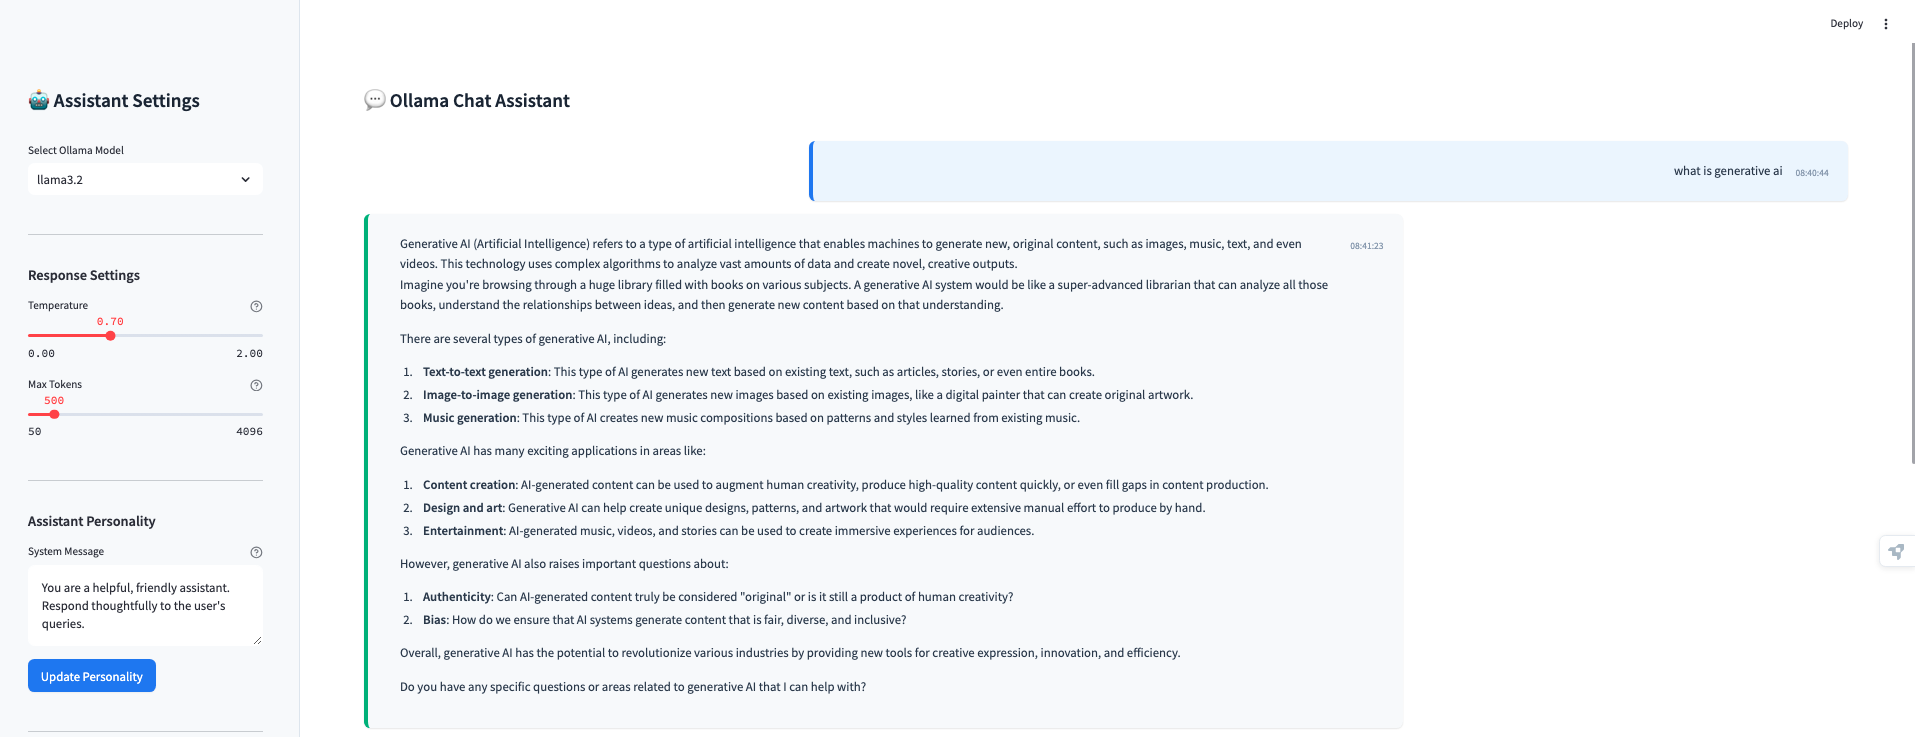 Deploy
🤖 Assistant Settings
Select Ollama Model
llama3.2
Response Settings
Temperature
0.70
0.00 2.00
Max Tokens
500
50 4096
Assistant Personality
System Message
You are a helpful, friendly assistant.
Respond thoughtfully to the user's
queries.
Update Personality
💬 Ollama Chat Assistant
what is generative ai 08:40:44
Generative AI (Artificial Intelligence) refers to a type of artificial intelligence that enables machines to generate new, original content, such as images, music, text, and even 08:41:23
videos. This technology uses complex algorithms to analyze vast amounts of data and create novel, creative outputs.
Imagine you're browsing through a huge library filled with books on various subjects. A generative AI system would be like a super-advanced librarian that can analyze all those
books, understand the relationships between ideas, and then generate new content based on that understanding.
There are several types of generative AI, including:
1. Text-to-text generation: This type of AI generates new text based on existing text, such as articles, stories, or even entire books.
2. Image-to-image generation: This type of AI generates new images based on existing images, like a digital painter that can create original artwork.
3. Music generation: This type of AI creates new music compositions based on patterns and styles learned from existing music.
Generative AI has many exciting applications in areas like:
1. Content creation: AI-generated content can be used to augment human creativity, produce high-quality content quickly, or even fill gaps in content production.
2. Design and art: Generative AI can help create unique designs, patterns, and artwork that would require extensive manual effort to produce by hand.
3. Entertainment: AI-generated music, videos, and stories can be used to create immersive experiences for audiences.
However, generative AI also raises important questions about:
1. Authenticity: Can AI-generated content truly be considered "original" or is it still a product of human creativity?
2. Bias: How do we ensure that AI systems generate content that is fair, diverse, and inclusive?
Overall, generative AI has the potential to revolutionize various industries by providing new tools for creative expression, innovation, and efficiency.
Do you have any specific questions or areas related to generative AI that I can help with?